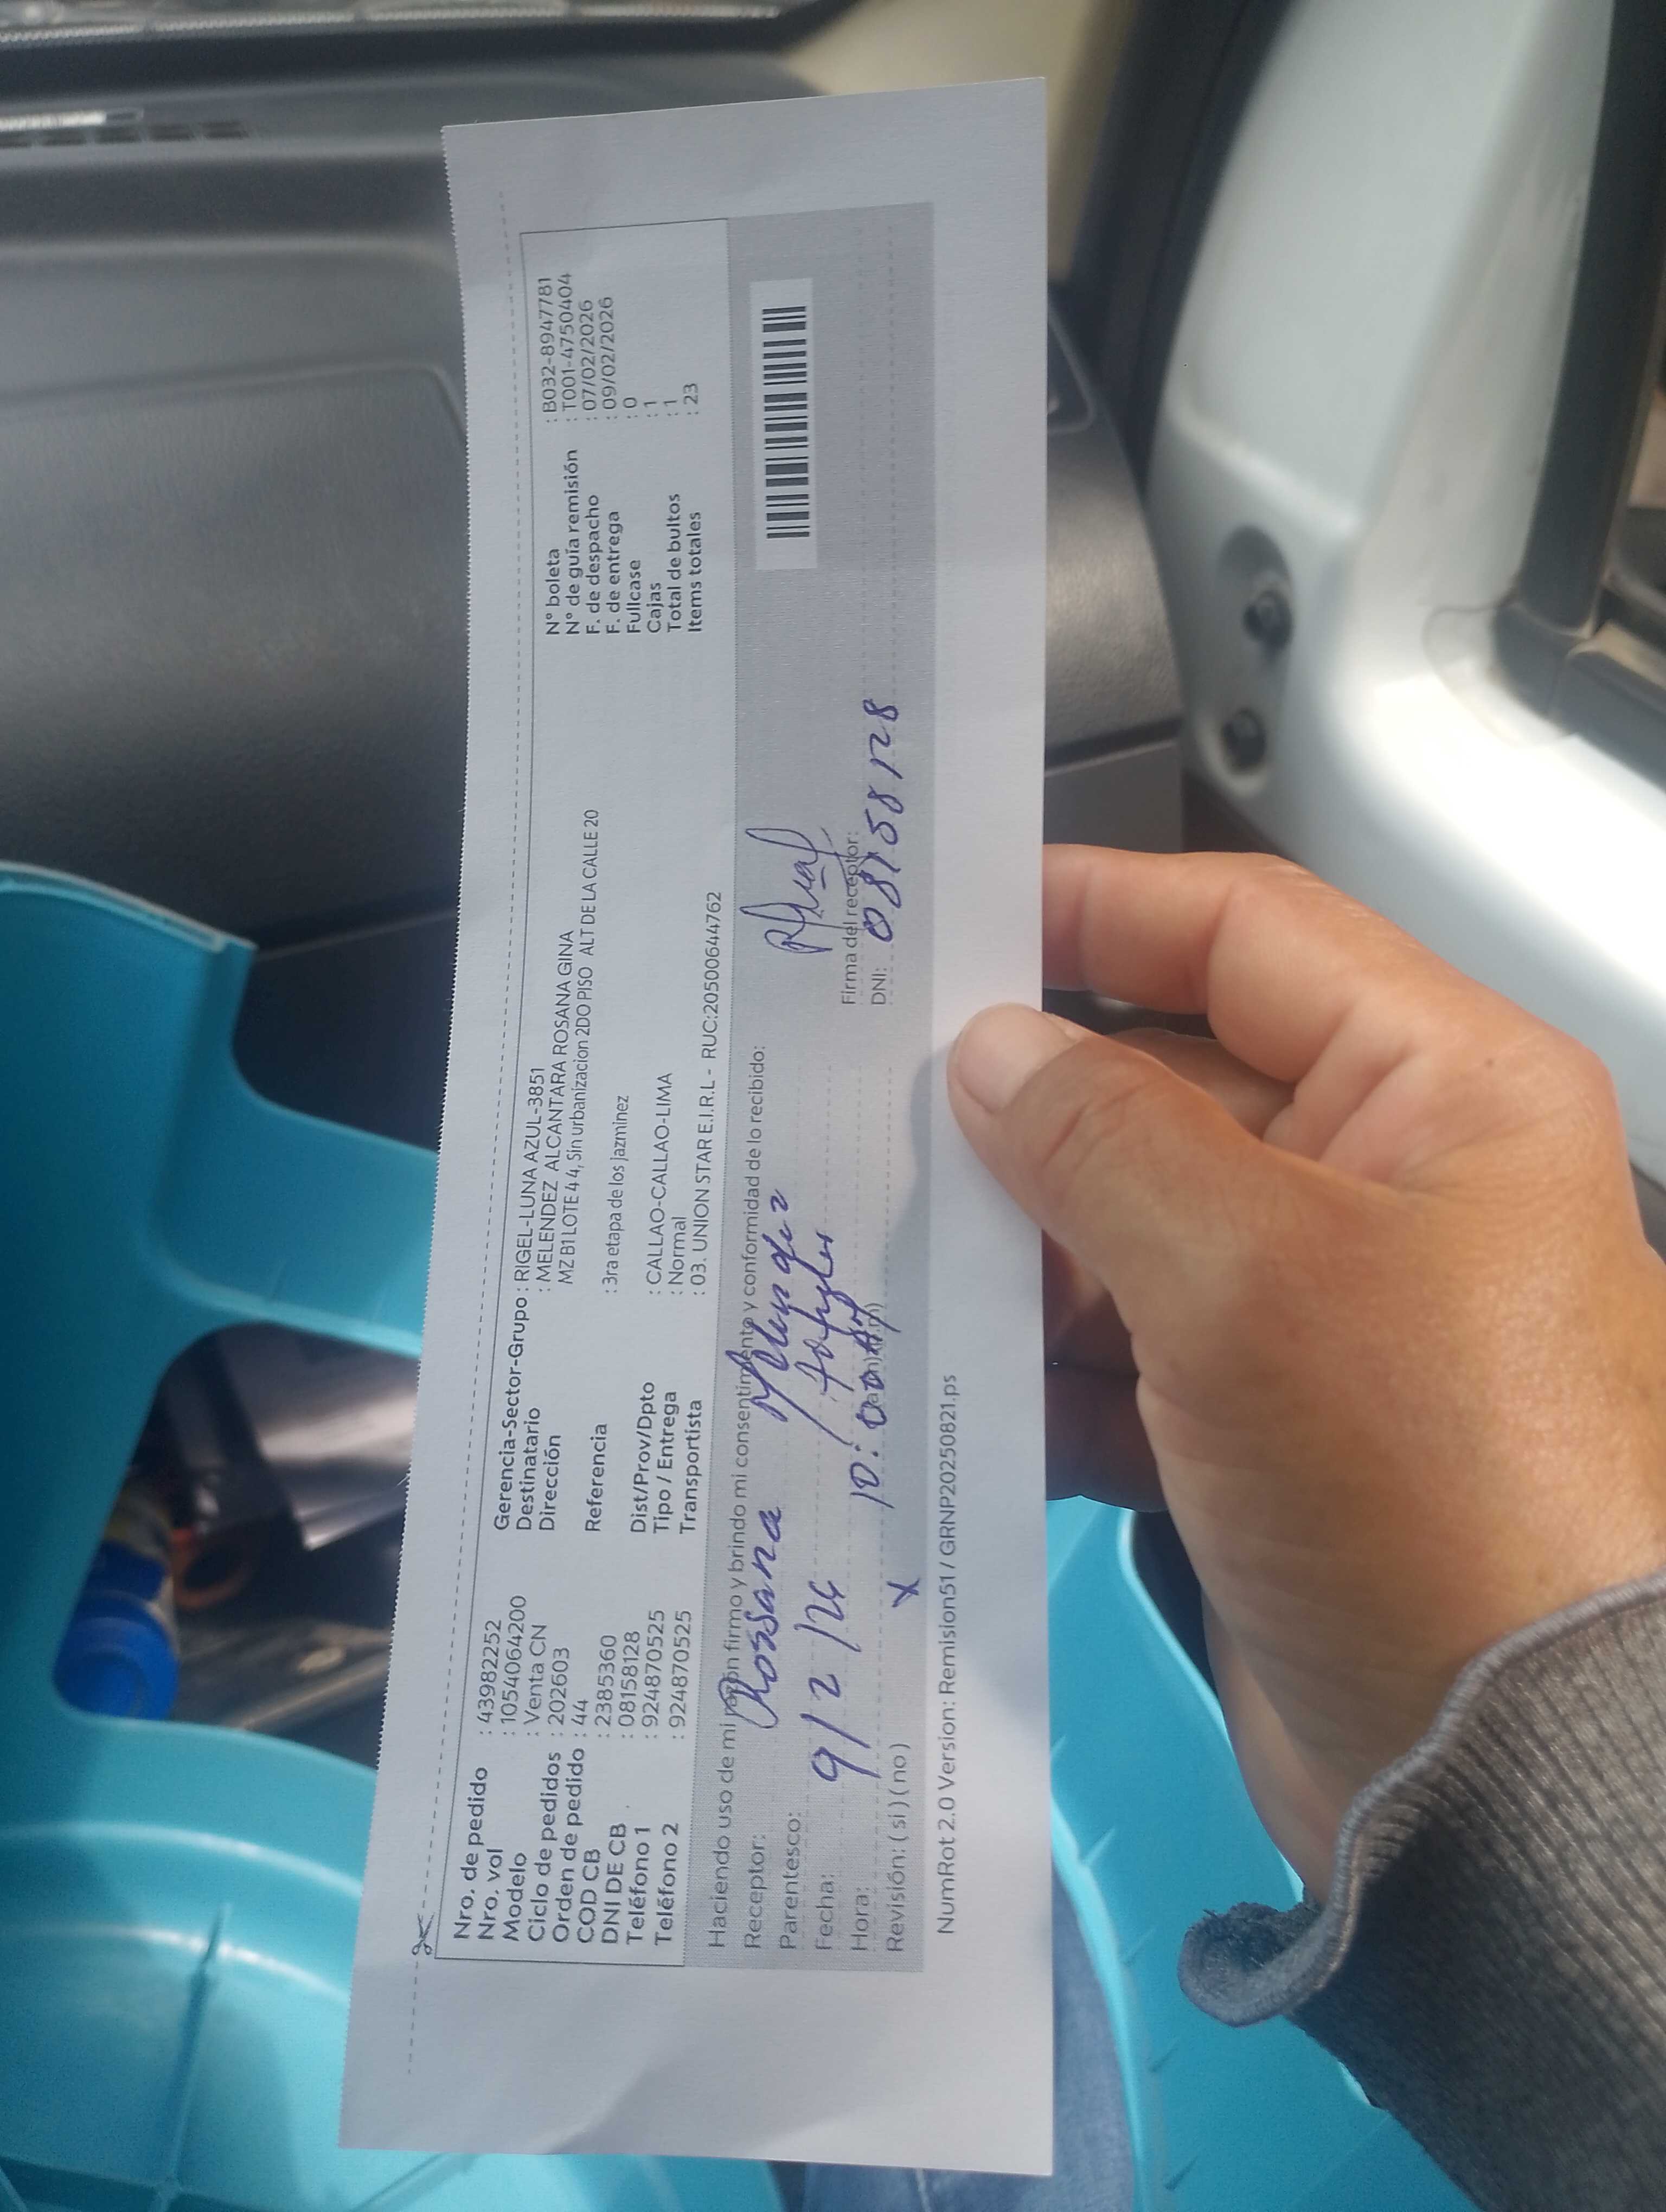 Nro. de pedido : 43982252
Nro. vol : 1054064200
Modelo : Venta CN
Ciclo de pedidos : 202603
Orden de pedido : 44
COD CB : 2385360
DNI DE CB : 08158128
Teléfono 1 : 924870525
Teléfono 2 : 924870525
Gerencia-Sector-Grupo : RIGEL-LUNA AZUL-3851
Destinatario : MELENDEZ ALCANTARA ROSANA GINA
Dirección MZ B1 LOTE 4 4, Sin urbanizacion 2DO PISO ALT DE LA CALLE 20
Referencia : 3ra etapa de los jazminez
Dist/Prov/Dpto : CALLAO-CALLAO-LIMA
Tipo / Entrega : Normal
Transportista : 03. UNION STAR E.I.R.L - RUC:20500644762
N° boleta : B032-8947781
N° de guía remisión : T001-4750404
F. de despacho : 07/02/2026
F. de entrega : 09/02/2026
Fullcase : 0
Cajas : 1
Total de bultos : 1
Items totales : 23
Haciendo uso de mi razón firmo y brindo mi consentimiento y conformidad de lo recibido:
Receptor: Rossana Melendez
Parentesco:
Fecha: 9/2/26
Hora: 10:00 (am) (pm)
Revisión: (si) (no) X
Firma del receptor:
DNI: 08158128
NumRot 2.0 Version: Remision51 / GRNP20250821.ps